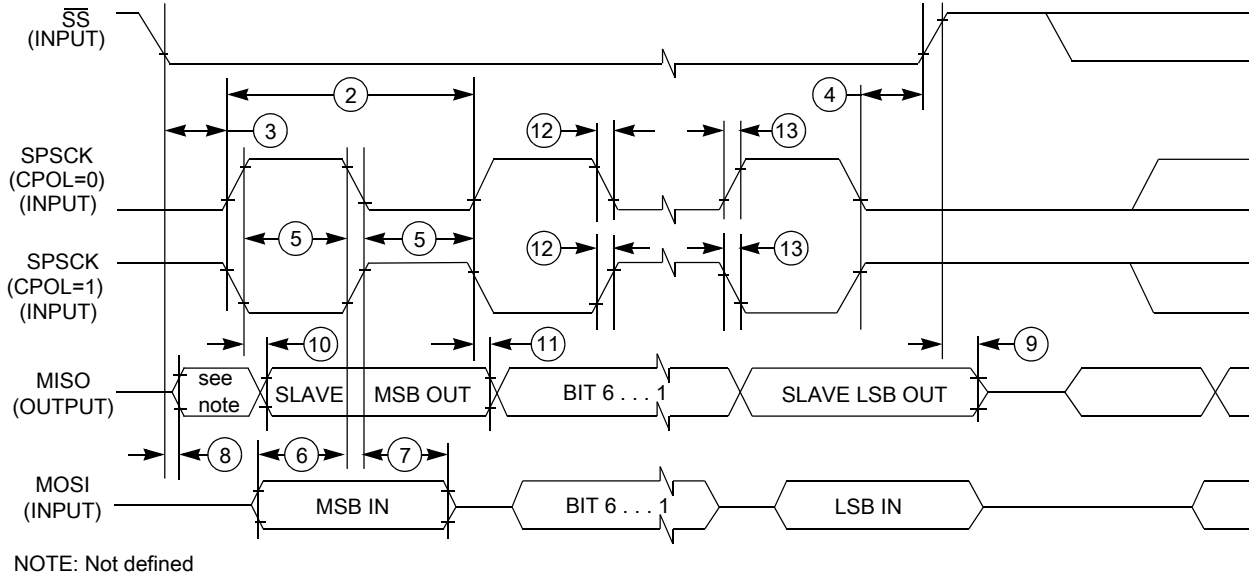 SS
(INPUT)
2
4
3
12
13
SPSCK
(CPOL=0)
(INPUT)
5
5
12
13
SPSCK
(CPOL=1)
(INPUT)
10
11
9
MISO
(OUTPUT)
see
note
SLAVE
MSB OUT
BIT 6 . . . 1
SLAVE LSB OUT
8
6
7
MOSI
(INPUT)
MSB IN
BIT 6 . . . 1
LSB IN
NOTE: Not defined